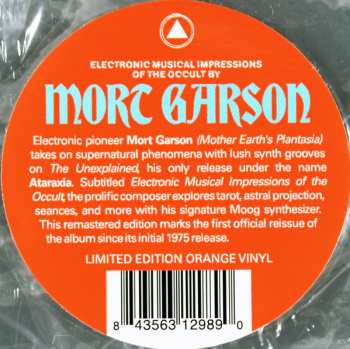 ELECTRONIC MUSICAL IMPRESSIONS
OF THE OCCULT BY
MORT GARSON
Electronic pioneer Mort Garson (Mother Earth's Plantasia)
takes on supernatural phenomena with lush synth grooves
on The Unexplained, his only release under the name
Ataraxia. Subtitled Electronic Musical Impressions of the
Occult, the prolific composer explores tarot, astral projection,
seances, and more with his signature Moog synthesizer.
This remastered edition marks the first official reissue of
the album since its initial 1975 release.
LIMITED EDITION ORANGE VINYL
8 43563 12989 0